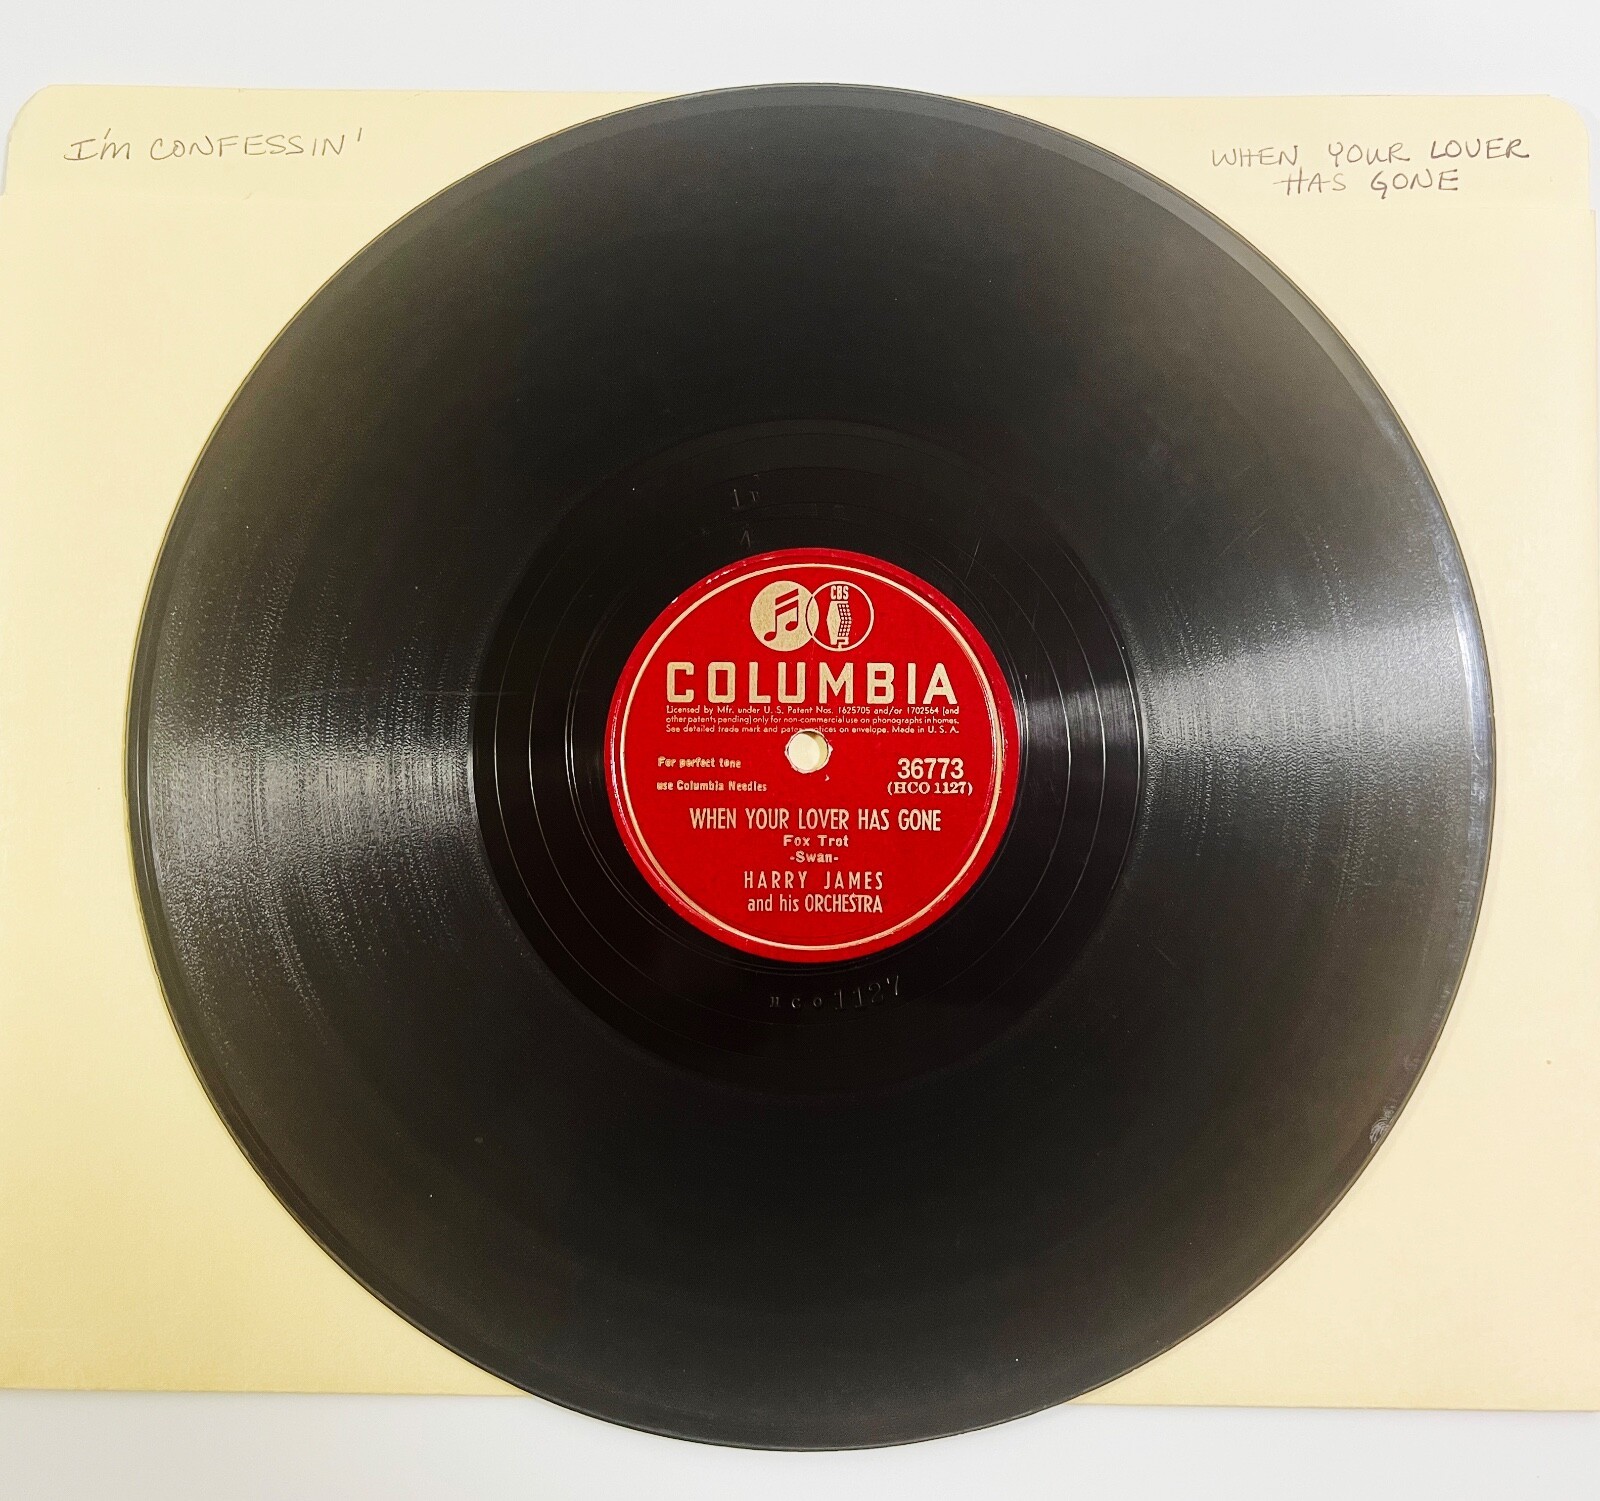 I'm CONFESSIN'
WHEN YOUR LOVER
HAS GONE
CBS
COLUMBIA
Licensed by Mfr. under U. S. Patent Nos. 1625705 and/or 1702564 (and
other patents pending) only for non-commercial use on phonographs in homes.
See detailed trade mark and notices on envelope. Made in U. S. A.
For perfect tone
use Columbia Needles
36773
(HCO 1127)
WHEN YOUR LOVER HAS GONE
Fox Trot
-Swan-
HARRY JAMES
and his ORCHESTRA
HCO1127